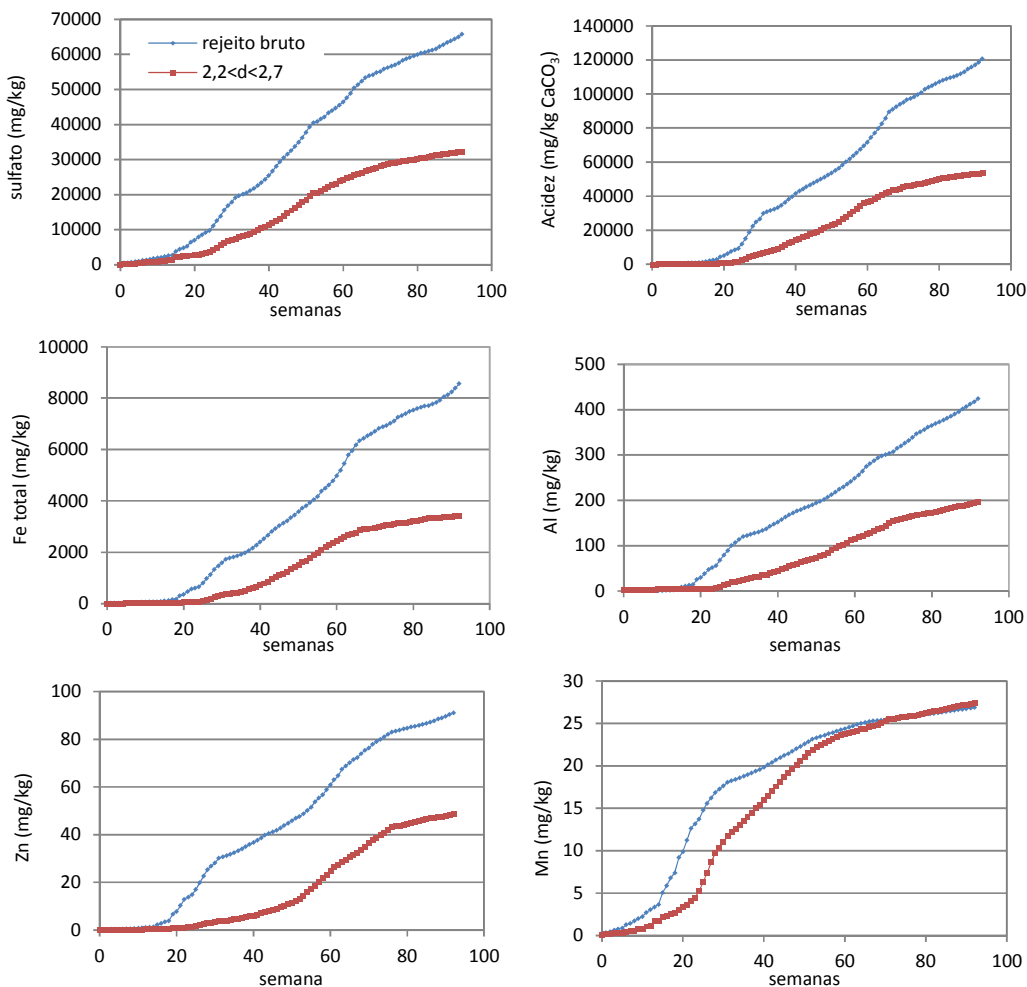 sulfato (mg/kg)
70000
60000
50000
40000
30000
20000
10000
0
rejeito bruto
2,2<d<2,7
0 20 40 60 80 100
semanas
Acidez (mg/kg CaCO3)
140000
120000
100000
80000
60000
40000
20000
0
0 20 40 60 80 100
semanas
Fe total (mg/kg)
10000
8000
6000
4000
2000
0
0 20 40 60 80 100
semanas
Al (mg/kg)
500
400
300
200
100
0
0 20 40 60 80 100
semanas
Zn (mg/kg)
100
80
60
40
20
0
0 20 40 60 80 100
semana
Mn (mg/kg)
30
25
20
15
10
5
0
0 20 40 60 80 100
semanas